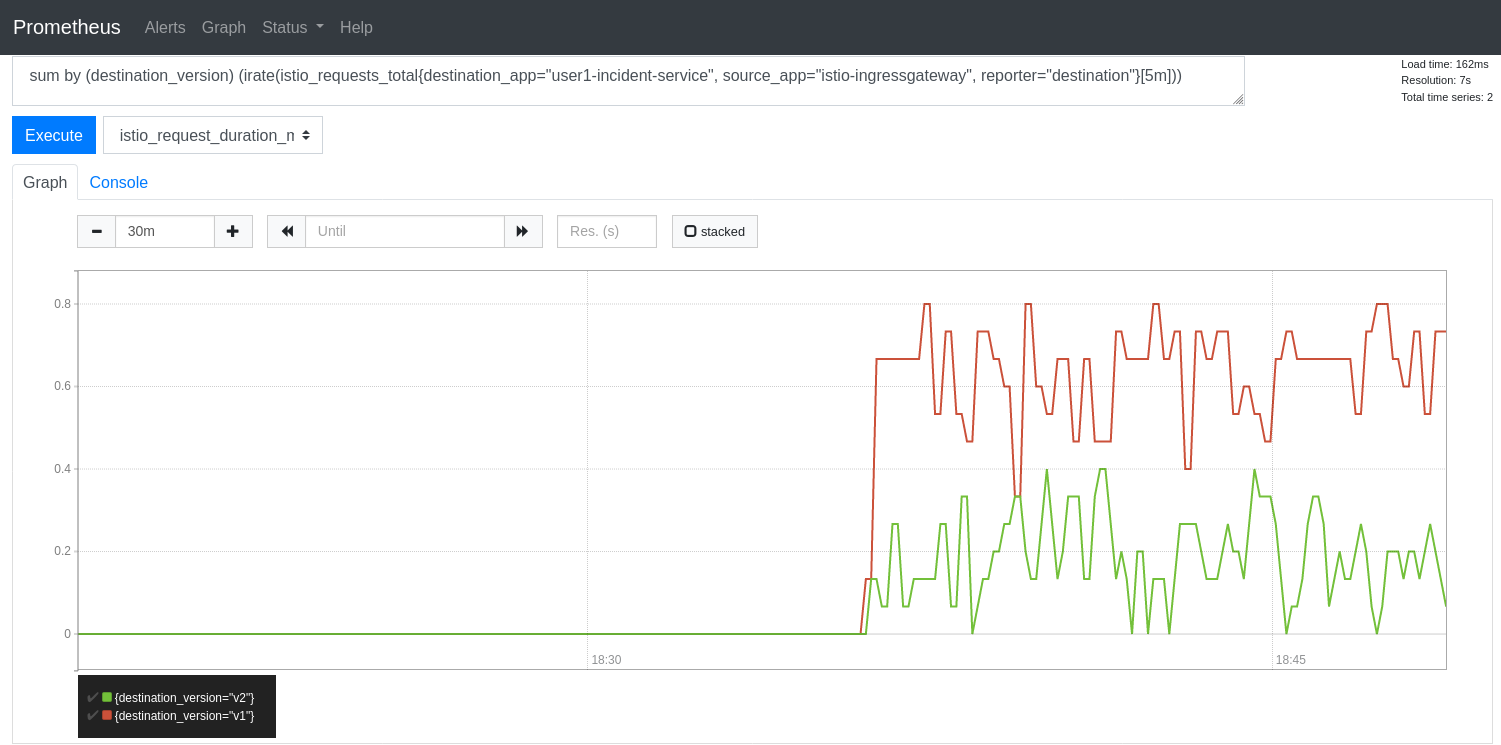 Prometheus Alerts Graph Status Help
sum by (destination_version) (irate(istio_requests_total{destination_app="user1-incident-service", source_app="istio-ingressgateway", reporter="destination"}[5m]))
Load time: 162ms
Resolution: 7s
Total time series: 2
Execute istio_request_duration_m
Graph Console
30m Until Res. (s) stacked
0.8
0.6
0.4
0.2
0
18:30 18:45
{destination_version="v2"}
{destination_version="v1"}